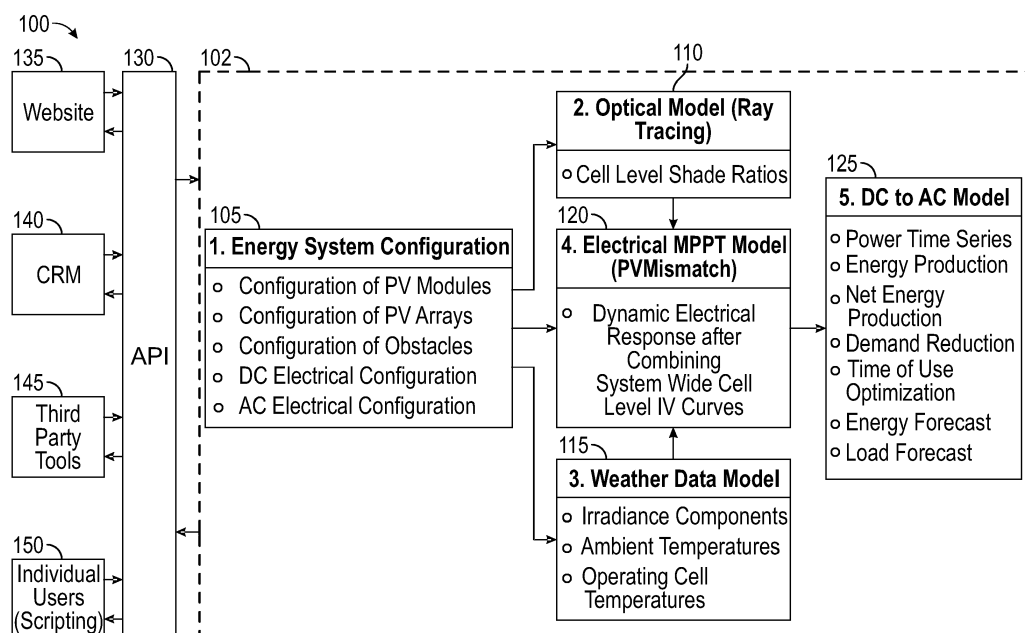 100
135
Website
140
CRM
145
Third
Party
Tools
150
Individual
Users
(Scripting)
130
API
102
105
1. Energy System Configuration
Configuration of PV Modules
Configuration of PV Arrays
Configuration of Obstacles
DC Electrical Configuration
AC Electrical Configuration
110
2. Optical Model (Ray
Tracing)
Cell Level Shade Ratios
120
4. Electrical MPPT Model
(PVMismatch)
Dynamic Electrical
Response after
Combining
System Wide Cell
Level IV Curves
115
3. Weather Data Model
Irradiance Components
Ambient Temperatures
Operating Cell
Temperatures
125
5. DC to AC Model
Power Time Series
Energy Production
Net Energy
Production
Demand Reduction
Time of Use
Optimization
Energy Forecast
Load Forecast